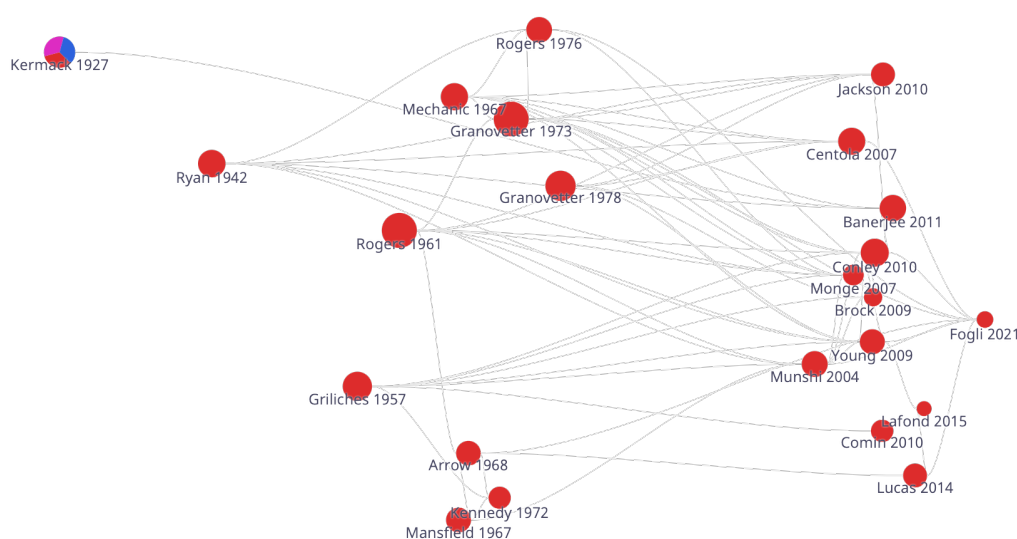 Rogers 1976
Kermack 1927
Jackson 2010
Mechanic 1967
Granovetter 1973
Centola 2007
Ryan 1942
Granovetter 1978
Banerjee 2011
Rogers 1961
Conley 2010
Monge 2007
Brock 2009
Fogli 2021
Young 2009
Munshi 2004
Griliches 1957
Lafond 2015
Comin 2010
Arrow 1968
Lucas 2014
Kennedy 1972
Mansfield 1967